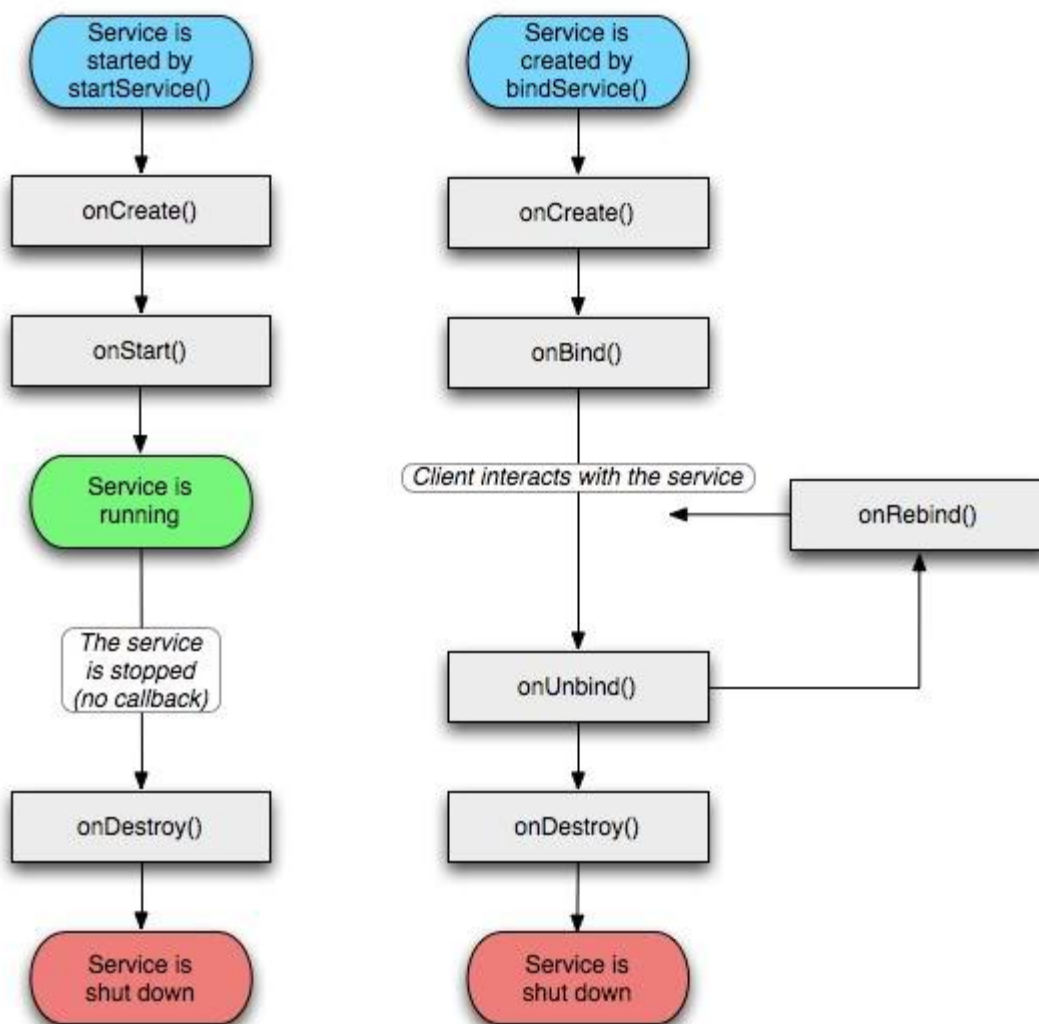 Service is
started by
startService()
onCreate()
onStart()
Service is
running
The service
is stopped
(no callback)
onDestroy()
Service is
shut down
Service is
created by
bindService()
onCreate()
onBind()
Client interacts with the service
onRebind()
onUnbind()
onDestroy()
Service is
shut down